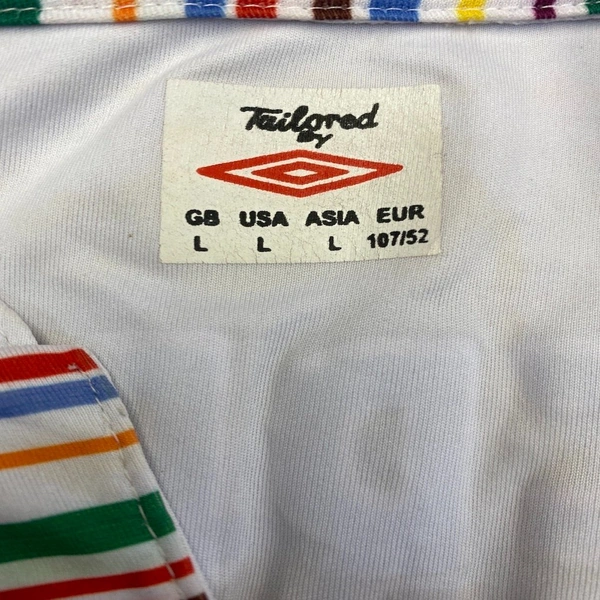 Tailored
By
GB USA ASIA EUR
L L L 107/52